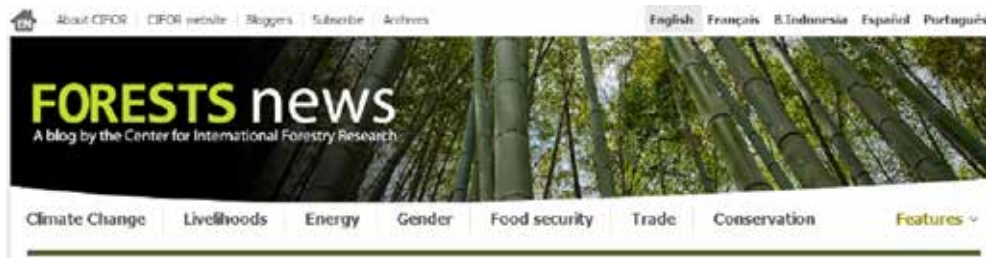 EN About CIFOR CIFOR website Bloggers Subscribe Archives English Français B.Indonesia Español Português
FORESTS news
A blog by the Center for International Forestry Research
Climate Change Livelihoods Energy Gender Food security Trade Conservation Features